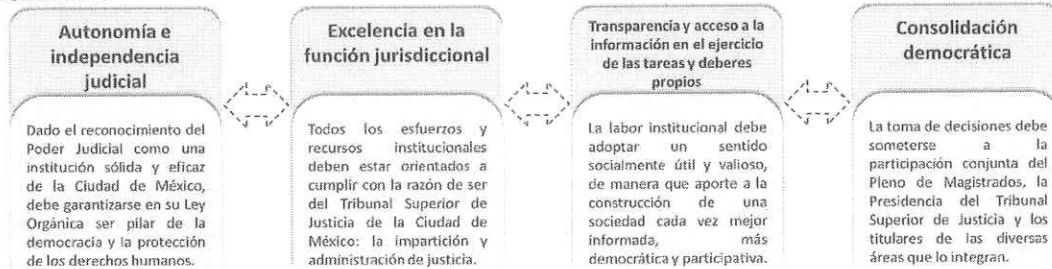 Autonomía e
independencia
judicial
Dado el reconocimiento del
Poder Judicial como una
institución sólida y eficaz
de la Ciudad de México,
debe garantizarse en su Ley
Orgánica ser pilar de la
democracia y la protección
de los derechos humanos.
Excelencia en la
función jurisdiccional
Todos los esfuerzos y
recursos institucionales
deben estar orientados a
cumplir con la razón de ser
del Tribunal Superior de
Justicia de la Ciudad de
México: la impartición y
administración de justicia.
Transparencia y acceso a la
información en el ejercicio
de las tareas y deberes
propios
La labor institucional debe
adoptar un sentido
socialmente útil y valioso,
de manera que aporte a la
construcción de una
sociedad cada vez mejor
informada, más
democrática y participativa.
Consolidación
democrática
La toma de decisiones debe
someterse a la
participación conjunta del
Pleno de Magistrados, la
Presidencia del Tribunal
Superior de Justicia y los
titulares de las diversas
áreas que lo integran.